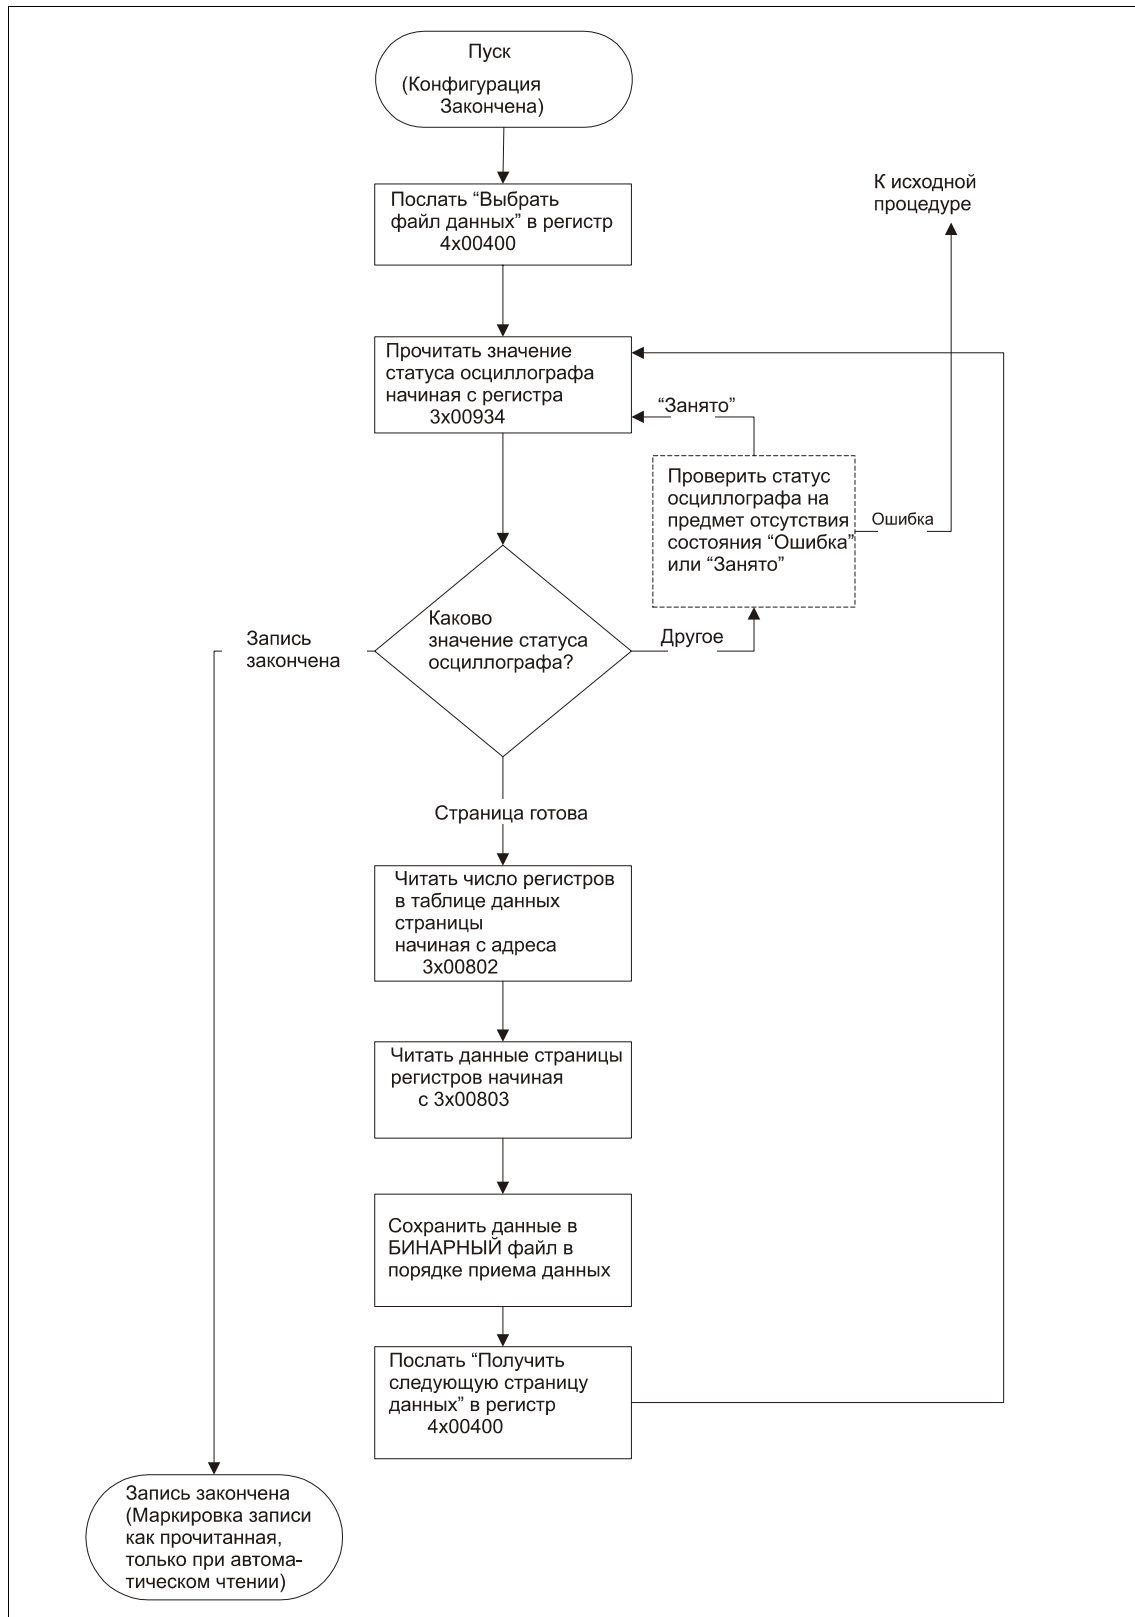 Пуск
(Конфигурация
Закончена)
К исходной
процедуре
Послать “Выбрать
файл данных” в регистр
4x00400
Прочитать значение
статуса осциллографа
начиная с регистра
3x00934
“Занято”
Проверить статус
осциллографа на
предмет отсутствия
состояния “Ошибка”
или “Занято”
Ошибка
Каково
значение статуса
осциллографа?
Другое
Запись
закончена
Страница готова
Читать число регистров
в таблице данных
страницы
начиная с адреса
3x00802
Читать данные страницы
регистров начиная
с 3x00803
Сохранить данные в
БИНАРНЫЙ файл в
порядке приема данных
Послать “Получить
следующую страницу
данных” в регистр
4x00400
Запись закончена
(Маркировка записи
как прочитанная,
только при автома-
тическом чтении)